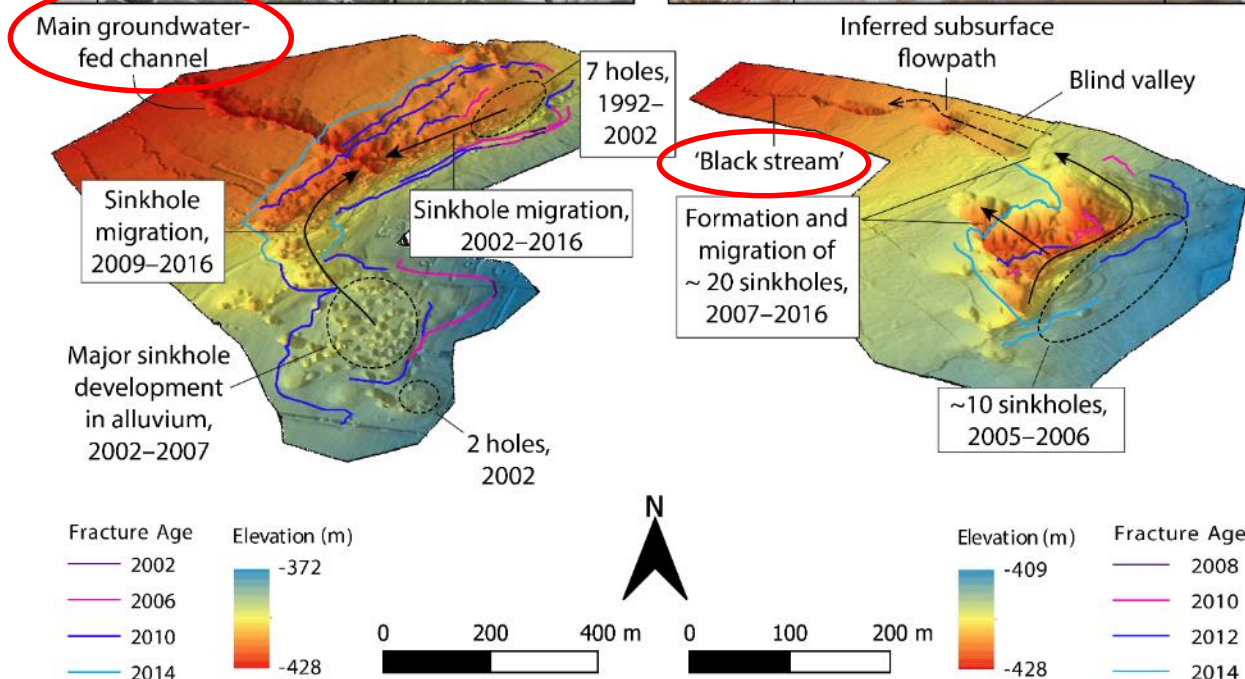 Main groundwater-
fed channel
7 holes,
1992–
2002
Sinkhole
migration,
2009–2016
Sinkhole migration,
2002–2016
Major sinkhole
development
in alluvium,
2002–2007
2 holes,
2002
Inferred subsurface
flowpath
Blind valley
'Black stream'
Formation and
migration of
~ 20 sinkholes,
2007–2016
~10 sinkholes,
2005–2006
Fracture Age
2002
2006
2010
2014
Elevation (m)
-372
-428
N
0 200 400 m
0 100 200 m
Elevation (m)
-409
-428
Fracture Age
2008
2010
2012
2014